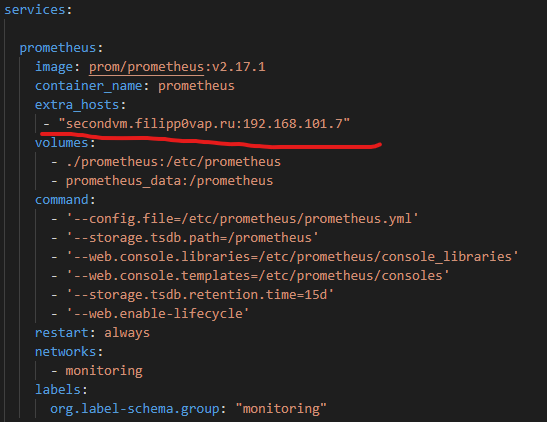 services:
prometheus:
image: prom/prometheus:v2.17.1
container_name: prometheus
extra_hosts:
- "secondvm.filipp0vap.ru:192.168.101.7"
volumes:
- ./prometheus:/etc/prometheus
- prometheus_data:/prometheus
command:
- '--config.file=/etc/prometheus/prometheus.yml'
- '--storage.tsdb.path=/prometheus'
- '--web.console.libraries=/etc/prometheus/console_libraries'
- '--web.console.templates=/etc/prometheus/consoles'
- '--storage.tsdb.retention.time=15d'
- '--web.enable-lifecycle'
restart: always
networks:
- monitoring
labels:
org.label-schema.group: "monitoring"